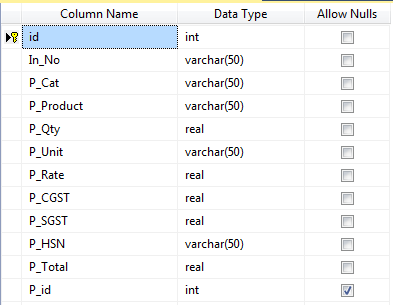 Column Name Data Type Allow Nulls
id int
In_No varchar(50)
P_Cat varchar(50)
P_Product varchar(50)
P_Qty real
P_Unit varchar(50)
P_Rate real
P_CGST real
P_SGST real
P_HSN varchar(50)
P_Total real
P_id int